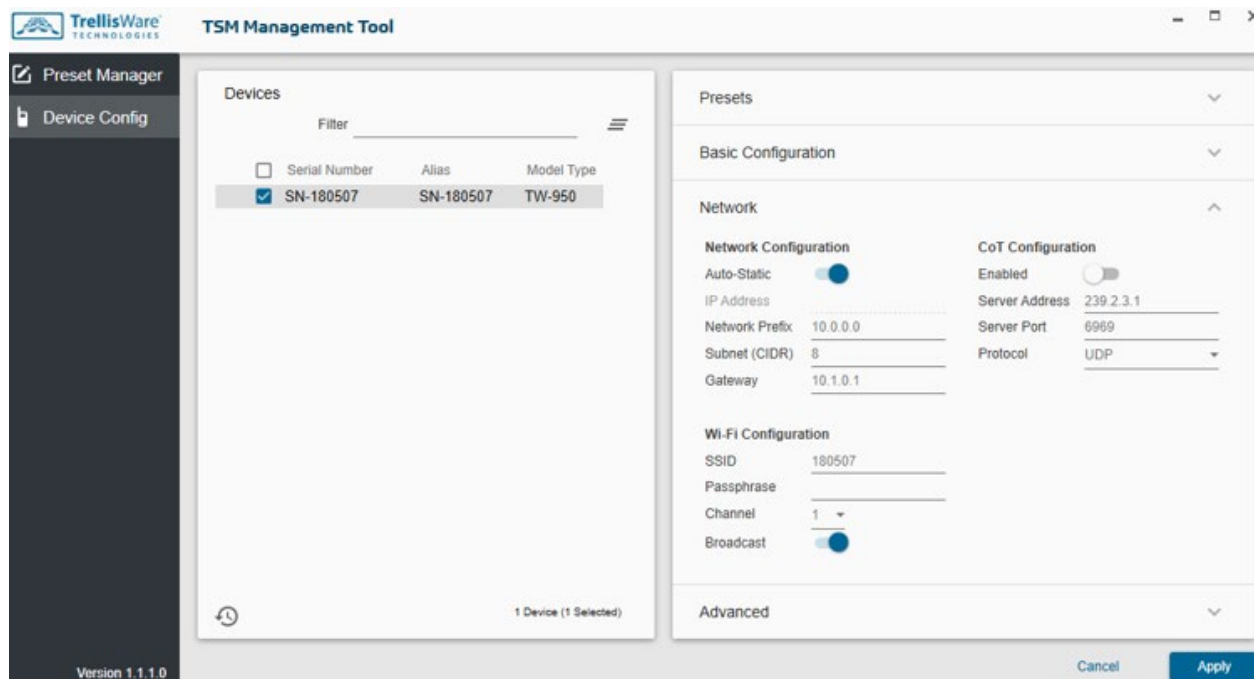 TrellisWare
TECHNOLOGIES
TSM Management Tool
Preset Manager
Device Config
Version 1.1.1.0
Devices
Filter
Serial Number Alias Model Type
SN-180507 SN-180507 TW-950
1 Device (1 Selected)
Presets
Basic Configuration
Network
Network Configuration
Auto-Static
IP Address
Network Prefix 10.0.0.0
Subnet (CIDR) 8
Gateway 10.1.0.1
CoT Configuration
Enabled
Server Address 239.2.3.1
Server Port 6969
Protocol UDP
Wi-Fi Configuration
SSID 180507
Passphrase
Channel 1
Broadcast
Advanced
Cancel Apply